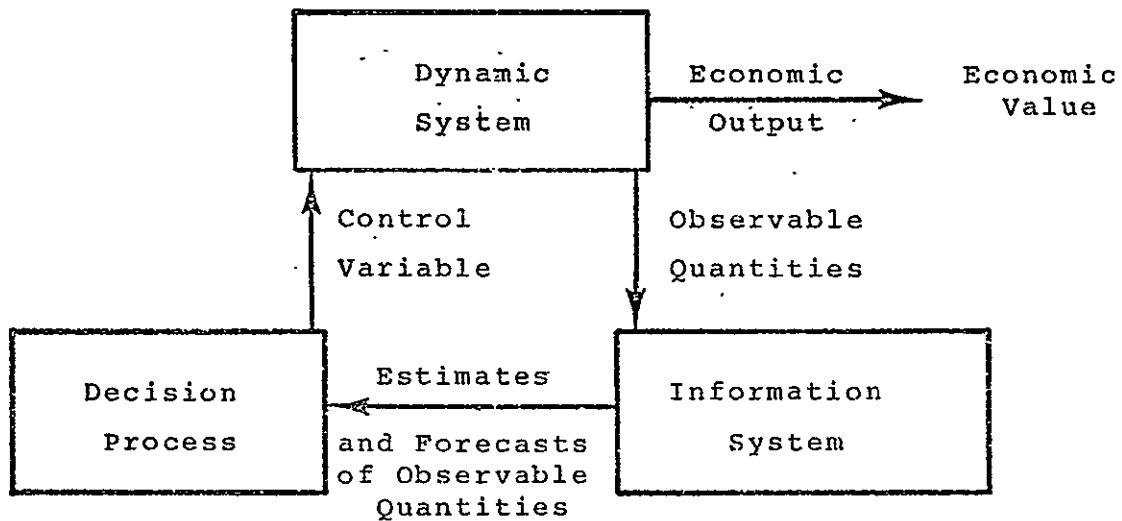 Dynamic
System
Economic
Output
Economic
Value
Control
Variable
Observable
Quantities
Decision
Process
Estimates
and Forecasts
of Observable
Quantities
Information
System